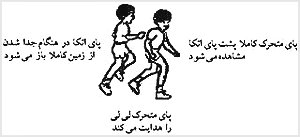 پای متحرک کاملا پشت پای اتکا
مشاهده می‌شود
پای اتکا در هنگام جدا شدن
از زمین کاملا باز می‌شود
پای متحرک لی لی
را هدایت می کند